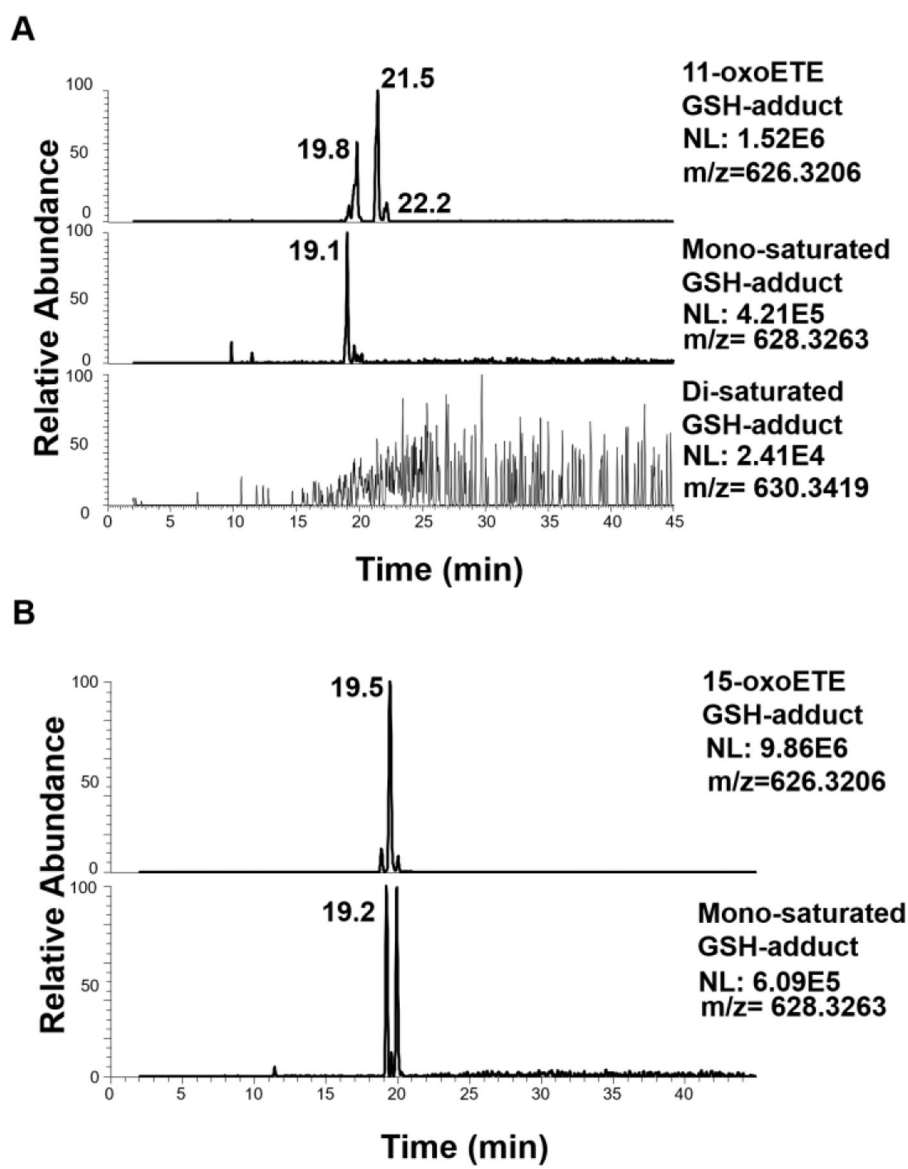 A
Relative Abundance
100
50
0
19.8
21.5
22.2
11-oxoETE
GSH-adduct
NL: 1.52E6
m/z=626.3206
100
50
0
19.1
Mono-saturated
GSH-adduct
NL: 4.21E5
m/z= 628.3263
100
50
0
Di-saturated
GSH-adduct
NL: 2.41E4
m/z= 630.3419
0 5 10 15 20 25 30 35 40 45
Time (min)
B
Relative Abundance
100
50
0
19.5
15-oxoETE
GSH-adduct
NL: 9.86E6
m/z=626.3206
Relative Abundance
100
50
0
19.2
Mono-saturated
GSH-adduct
NL: 6.09E5
m/z= 628.3263
0 5 10 15 20 25 30 35 40
Time (min)